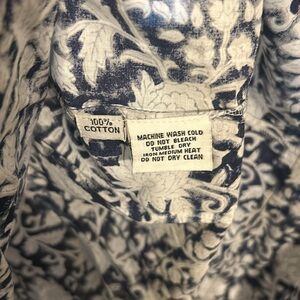 100%
COTTON
MACHINE WASH COLD
DO NOT BLEACH
TUMBLE DRY
IRON MEDIUM HEAT
DO NOT DRY CLEAN